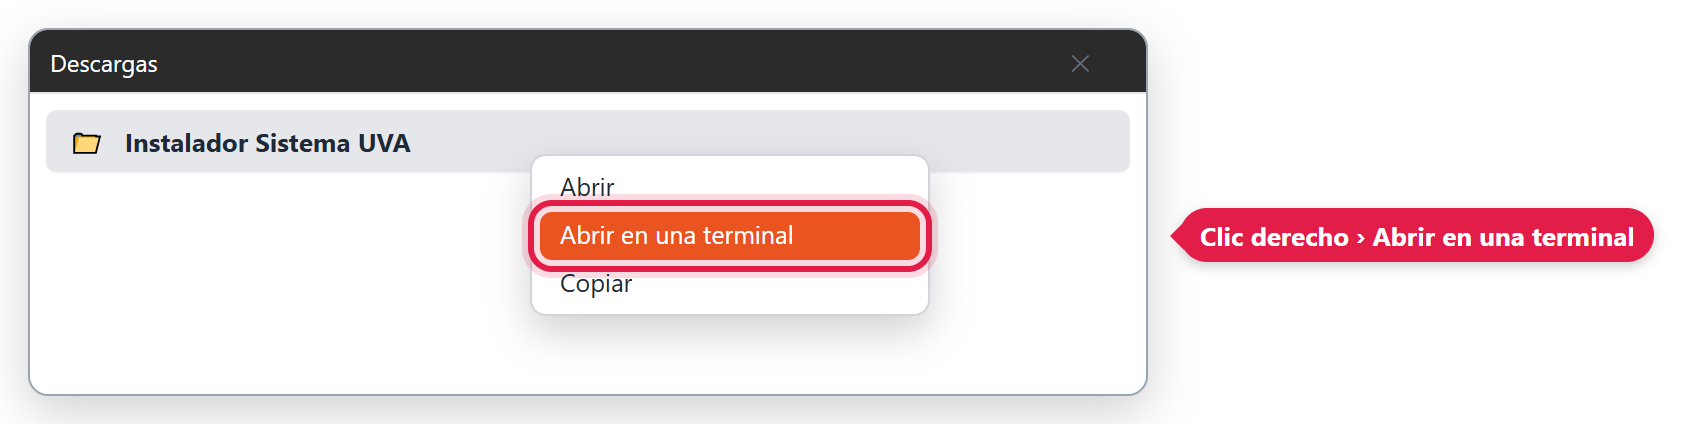 Descargas
Instalador Sistema UVA
Abrir
Abrir en una terminal
Clic derecho › Abrir en una terminal
Copiar